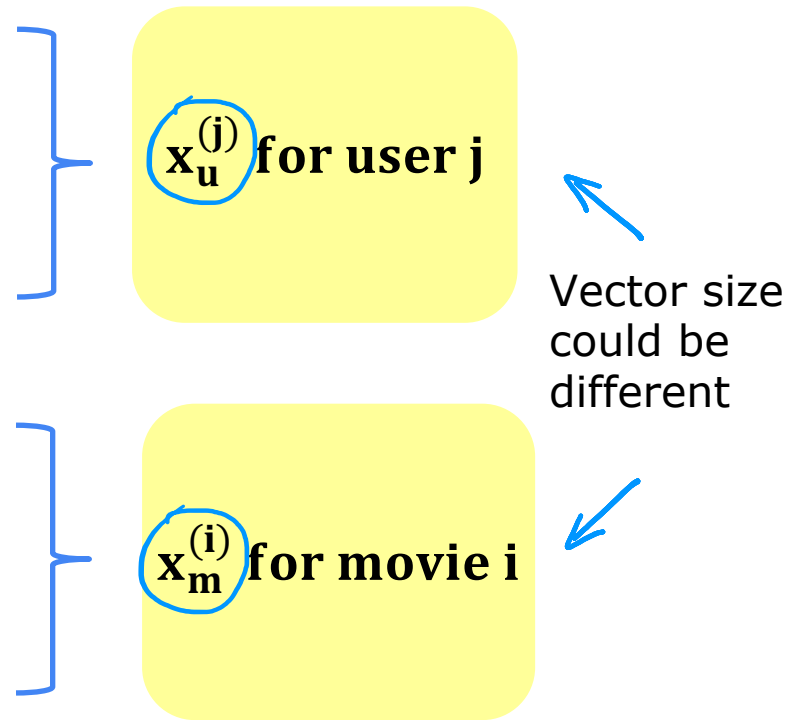 x_u^(j) for user j
Vector size
could be
different
x_m^(i) for movie i